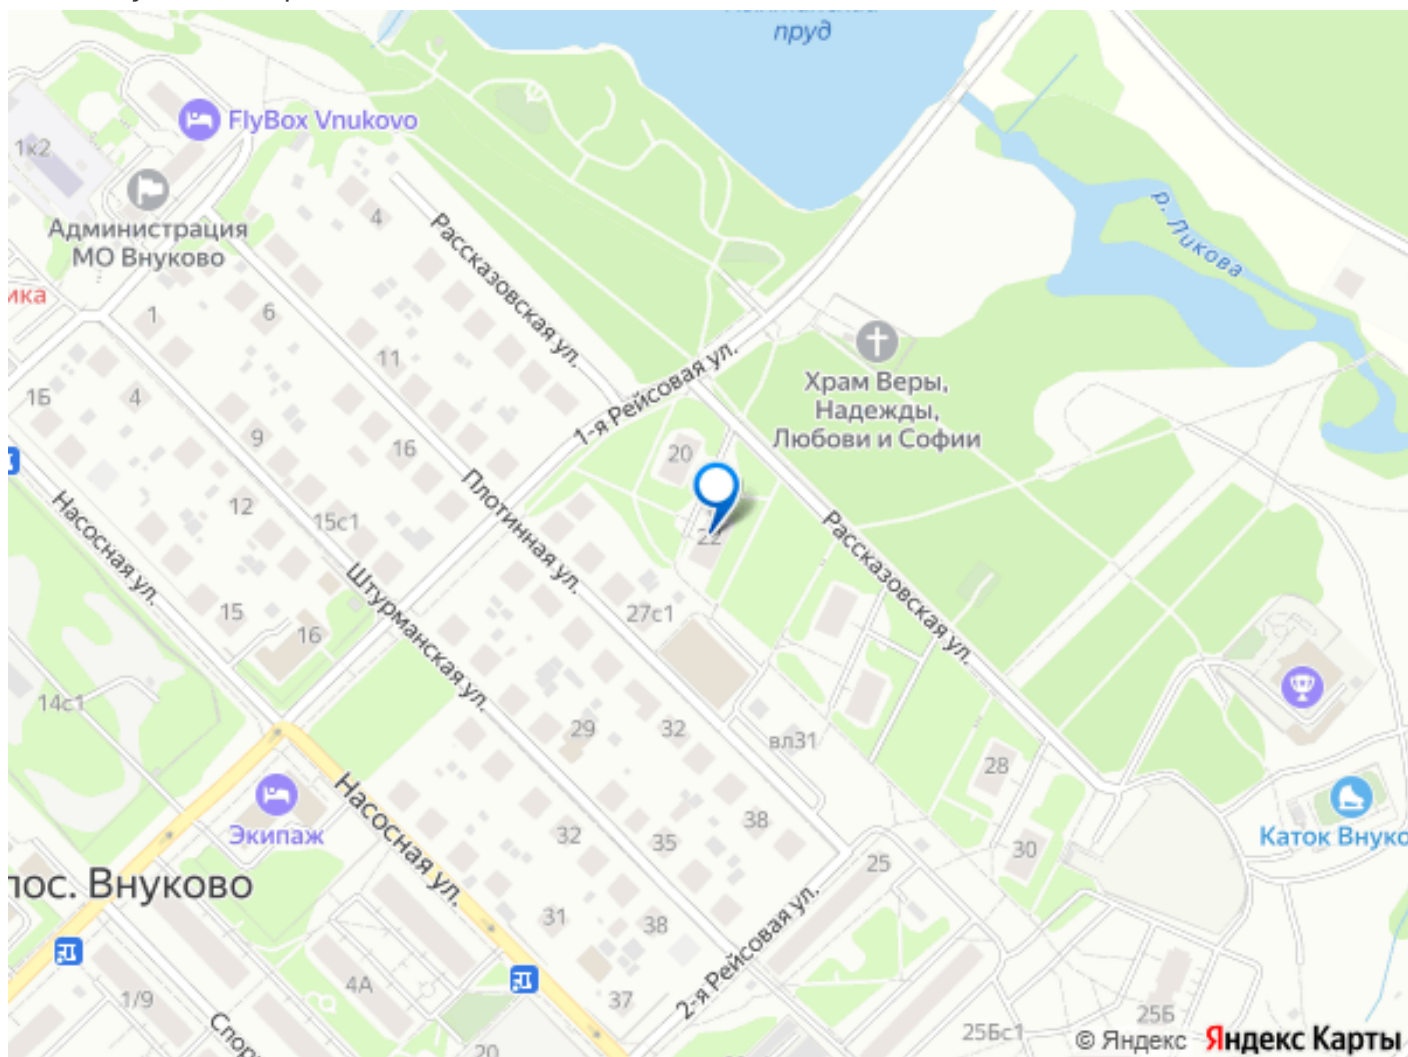 пруд
FlyBox Vnukovo
1к2
Администрация
МО Внуково
4
Рассказовская ул.
р. Ликова
1
6
11
1-я Рейсовая ул.
Храм Веры,
Надежды,
Любови и Софии
1Б
4
9
16
20
Плотинная ул.
Насосная ул.
12
15с1
22
Рассказовская ул.
Штурманская ул.
15
16
27с1
14с1
29
32
вл31
28
Экипаж
Насосная ул.
32
35
38
25
30
Каток Внуко
пос. Внуково
31
38
2-я Рейсовая ул.
4А
1/9
37
25Б
25Бс1
20
© Яндекс Яндекс Карты